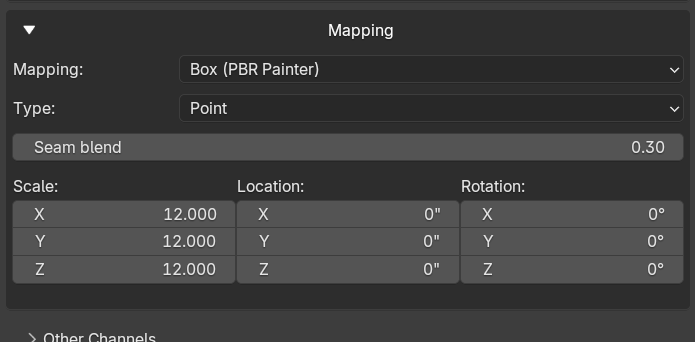 Mapping
Mapping: Box (PBR Painter)
Type: Point
Seam blend 0.30
Scale: Location: Rotation:
X 12.000 X 0" X 0°
Y 12.000 Y 0" Y 0°
Z 12.000 Z 0" Z 0°
Other Channels